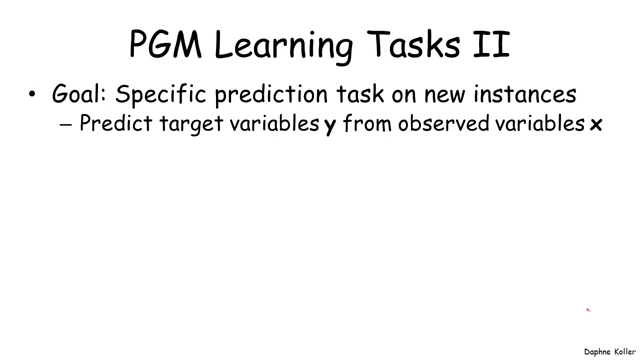 PGM Learning Tasks II
• Goal: Specific prediction task on new instances
– Predict target variables y from observed variables x
Daphne Koller